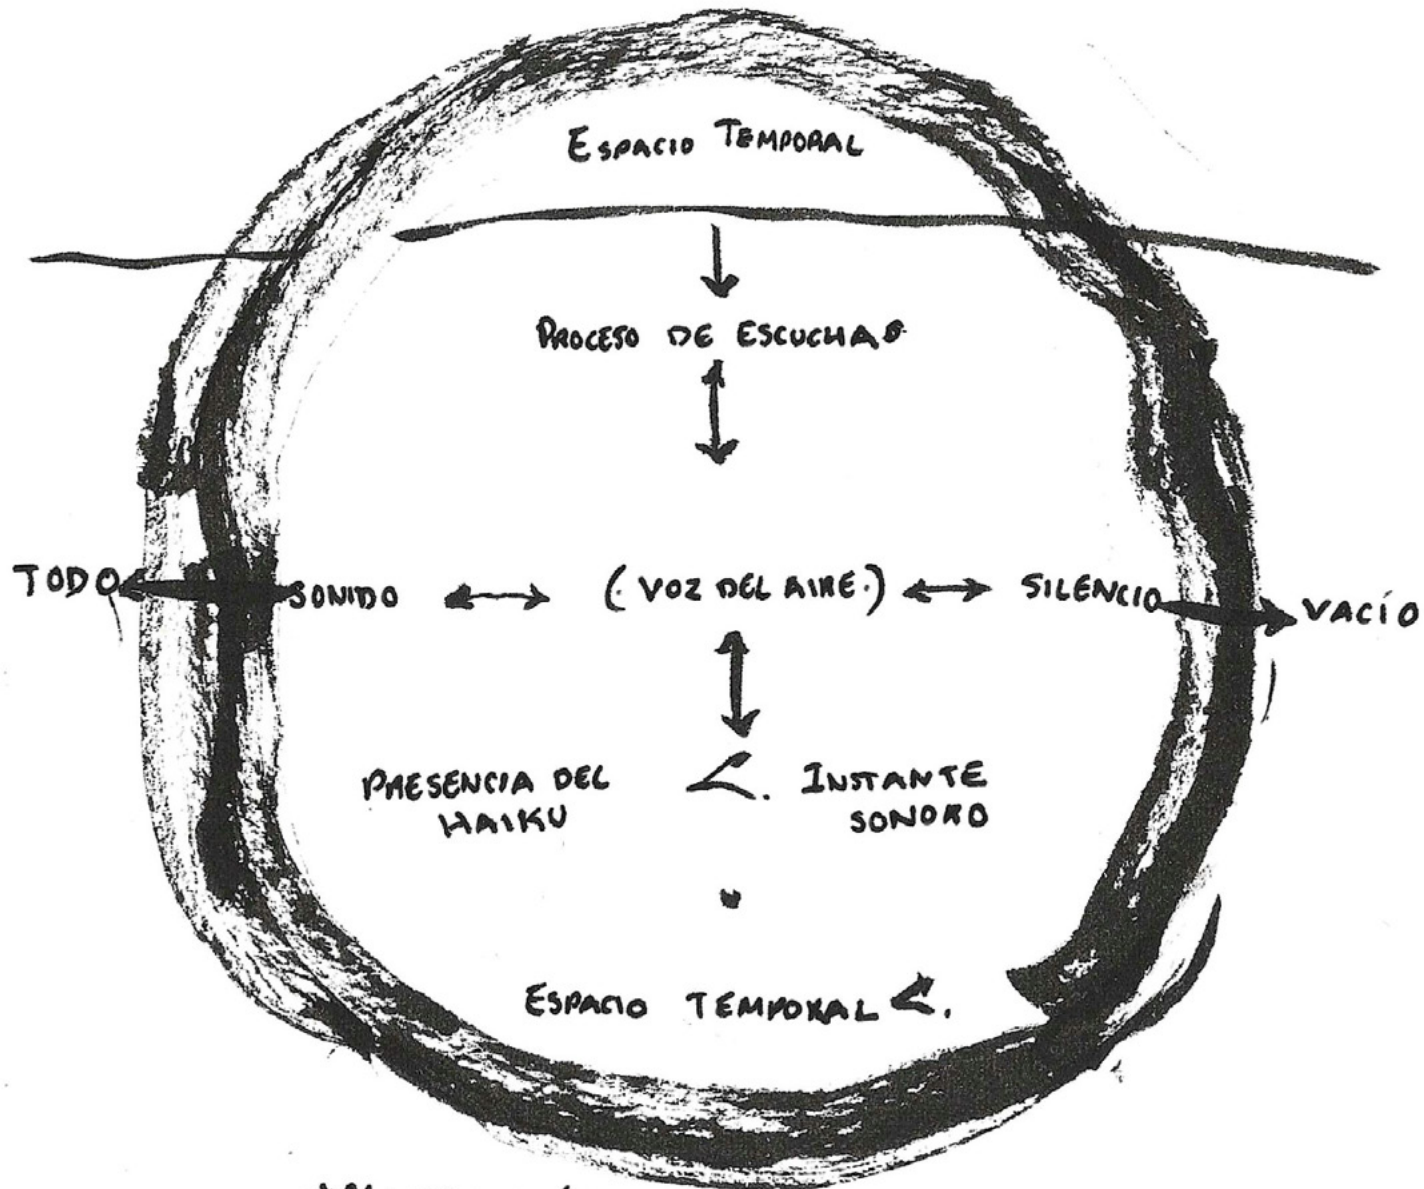 ESPACIO TEMPORAL
PROCESO DE ESCUCHA
TODO SONIDO (. VOZ DEL AIRE.) SILENCIO VACÍO
PRESENCIA DEL
HAIKU
INSTANTE
SONORO
ESPACIO TEMPORAL